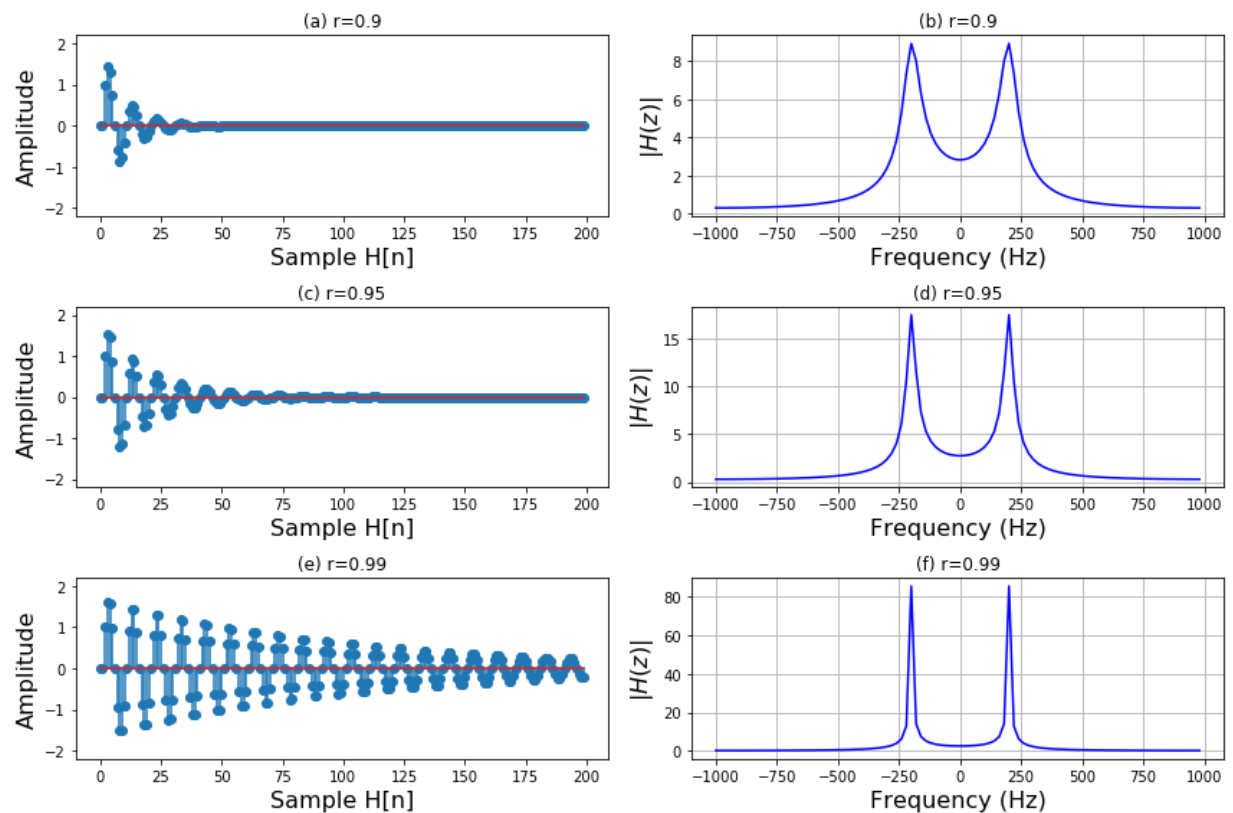 (a) r=0.9
2
1
0
−1
−2
Amplitude
0 25 50 75 100 125 150 175 200
Sample H[n]
(b) r=0.9
8
6
4
2
0
|H(z)|
−1000 −750 −500 −250 0 250 500 750 1000
Frequency (Hz)
(c) r=0.95
2
1
0
−1
−2
Amplitude
0 25 50 75 100 125 150 175 200
Sample H[n]
(d) r=0.95
15
10
5
0
|H(z)|
−1000 −750 −500 −250 0 250 500 750 1000
Frequency (Hz)
(e) r=0.99
2
1
0
−1
−2
Amplitude
0 25 50 75 100 125 150 175 200
Sample H[n]
(f) r=0.99
80
60
40
20
0
|H(z)|
−1000 −750 −500 −250 0 250 500 750 1000
Frequency (Hz)